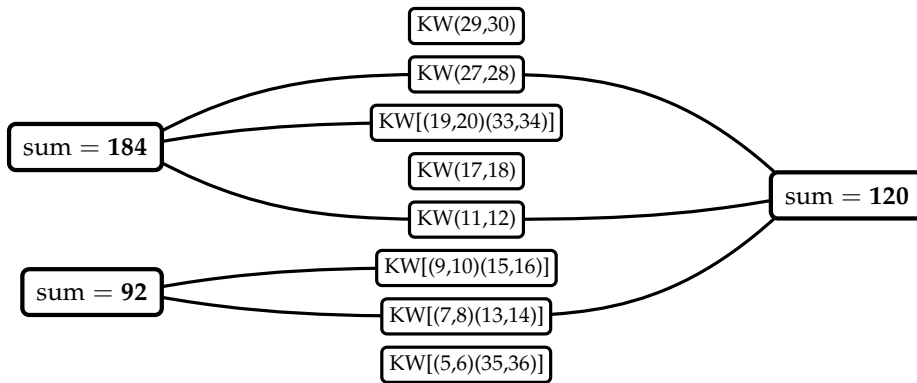 KW(29,30)
KW(27,28)
KW[(19,20)(33,34)]
sum = 184
KW(17,18)
sum = 120
KW(11,12)
KW[(9,10)(15,16)]
sum = 92
KW[(7,8)(13,14)]
KW[(5,6)(35,36)]